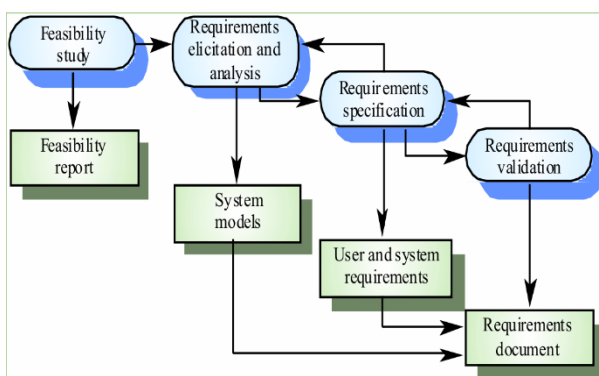 Feasibility
study
Requirements
elicitation and
analysis
Requirements
specification
Requirements
validation
Feasibility
report
System
models
User and system
requirements
Requirements
document